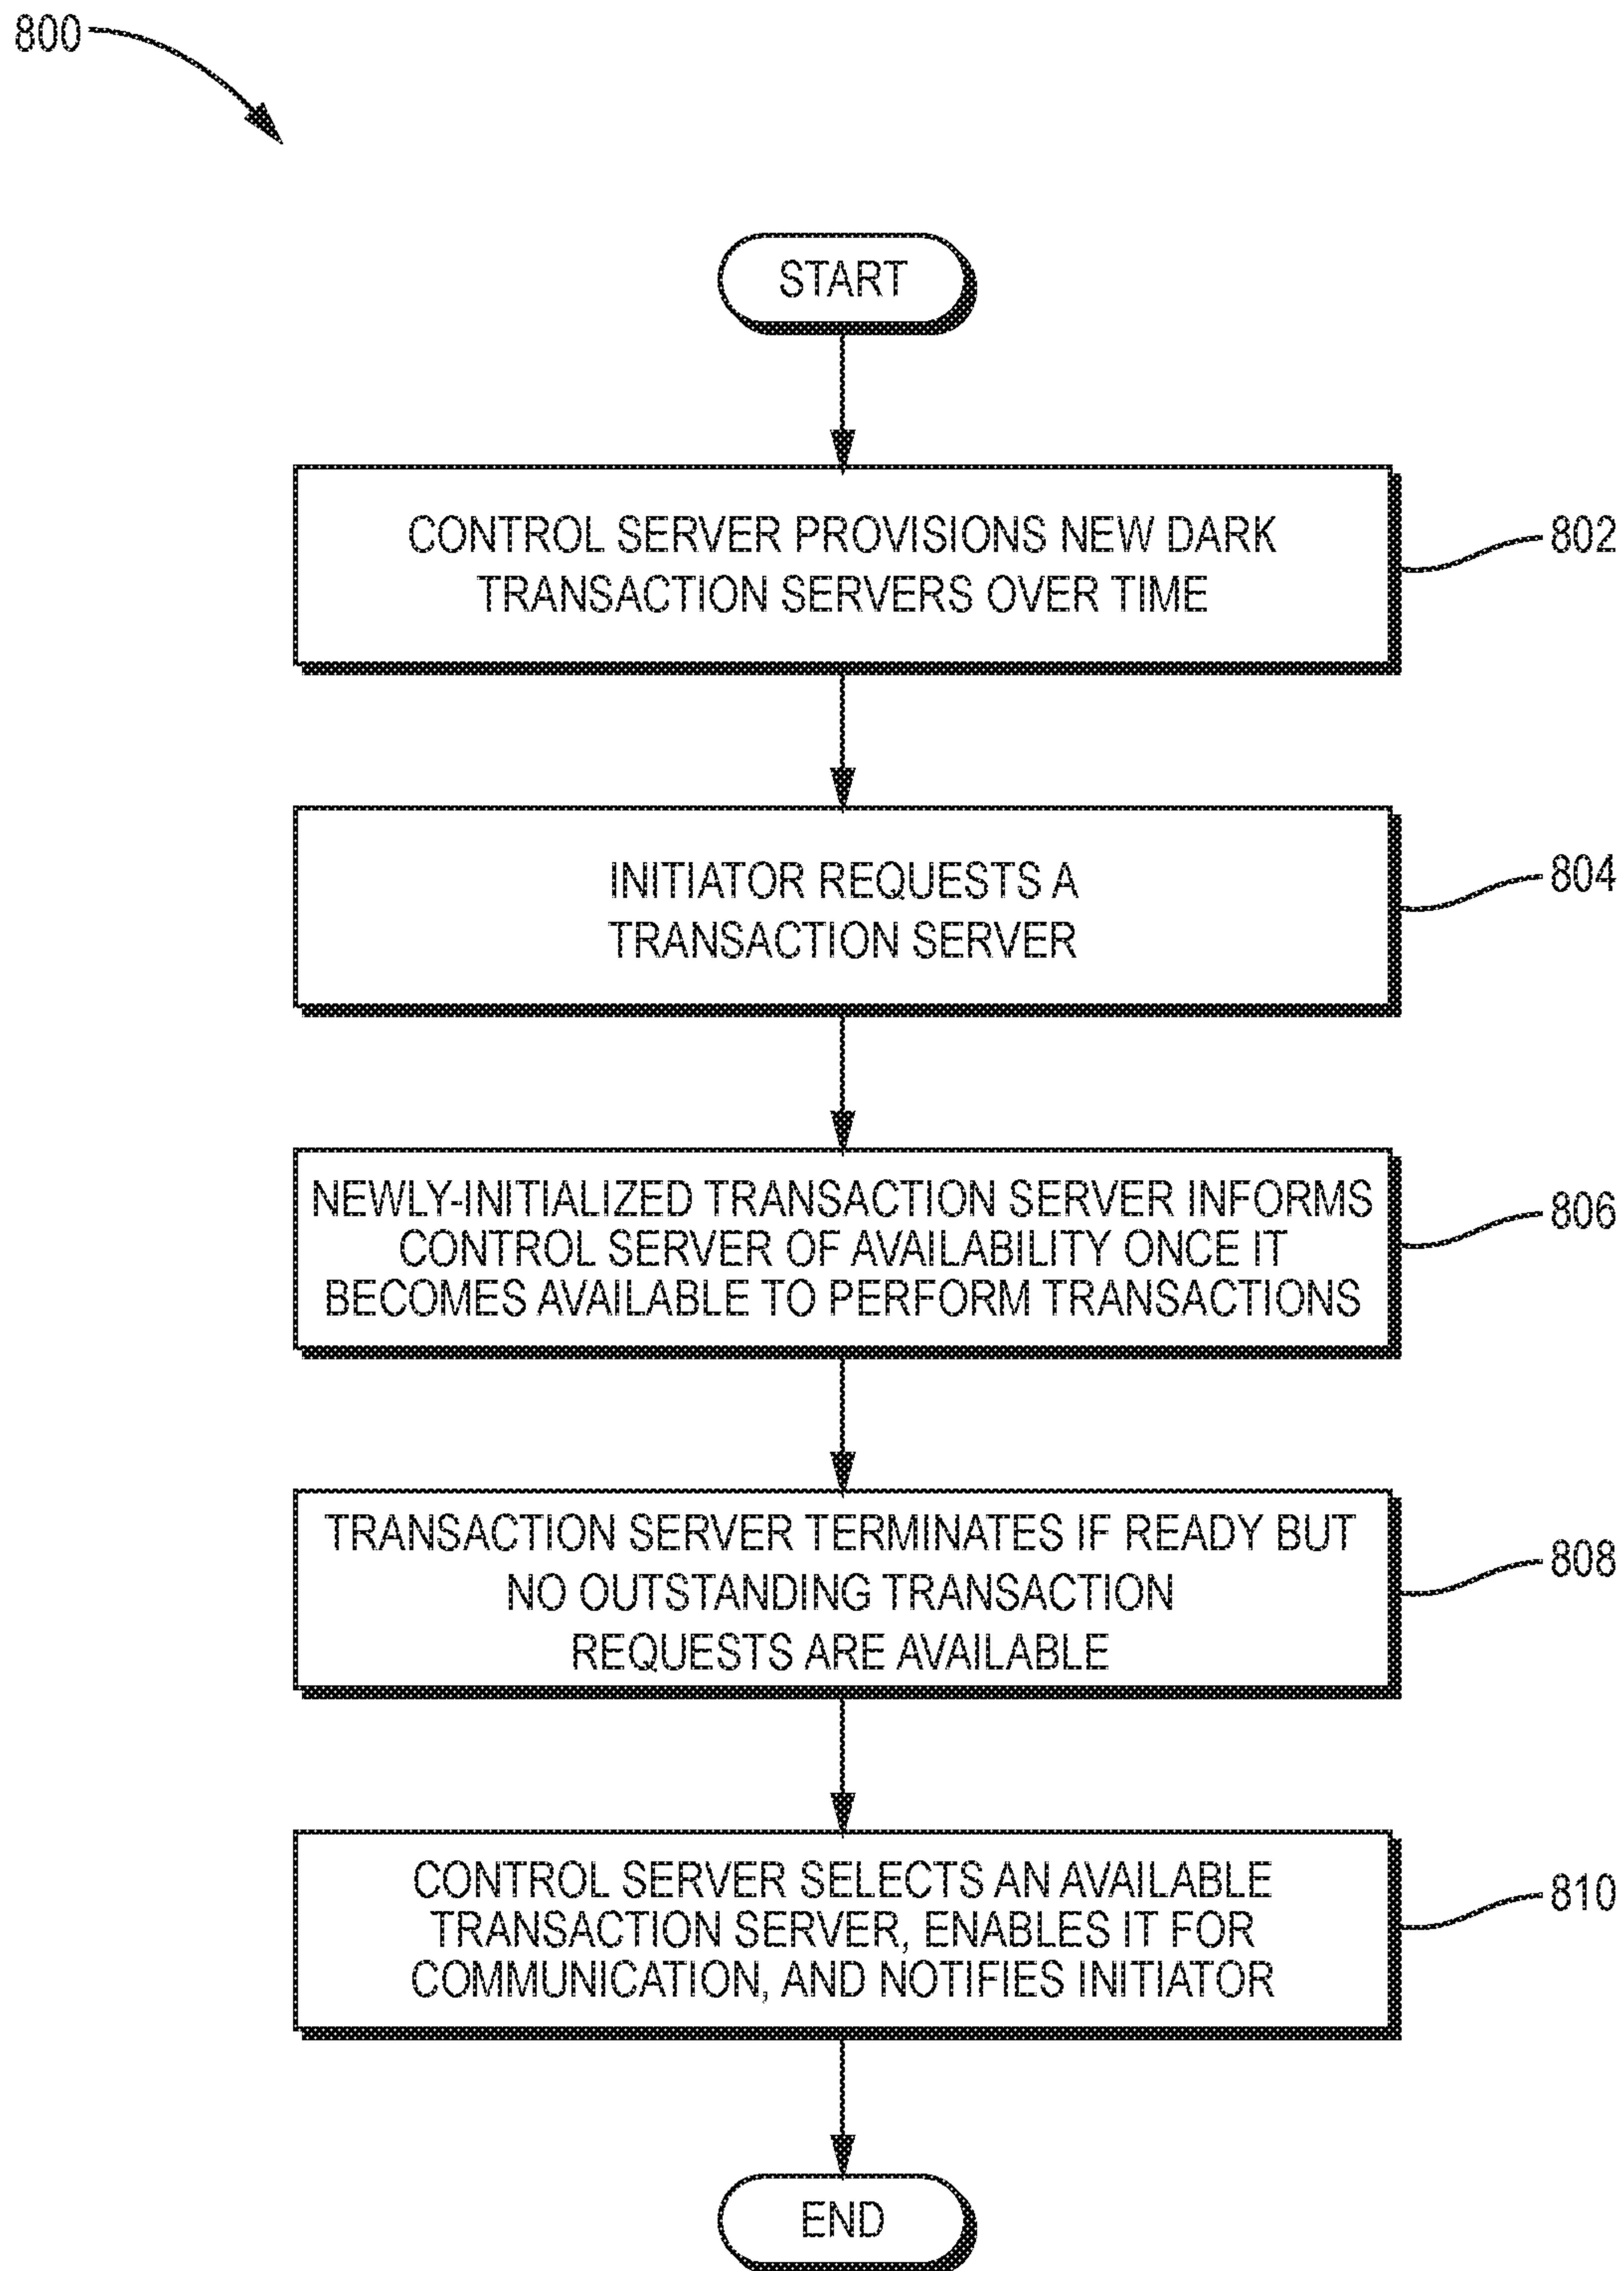 800
START
CONTROL SERVER PROVISIONS NEW DARK
TRANSACTION SERVERS OVER TIME
802
INITIATOR REQUESTS A
TRANSACTION SERVER
804
NEWLY-INITIALIZED TRANSACTION SERVER INFORMS
CONTROL SERVER OF AVAILABILITY ONCE IT
BECOMES AVAILABLE TO PERFORM TRANSACTIONS
806
TRANSACTION SERVER TERMINATES IF READY BUT
NO OUTSTANDING TRANSACTION
REQUESTS ARE AVAILABLE
808
CONTROL SERVER SELECTS AN AVAILABLE
TRANSACTION SERVER, ENABLES IT FOR
COMMUNICATION, AND NOTIFIES INITIATOR
810
END